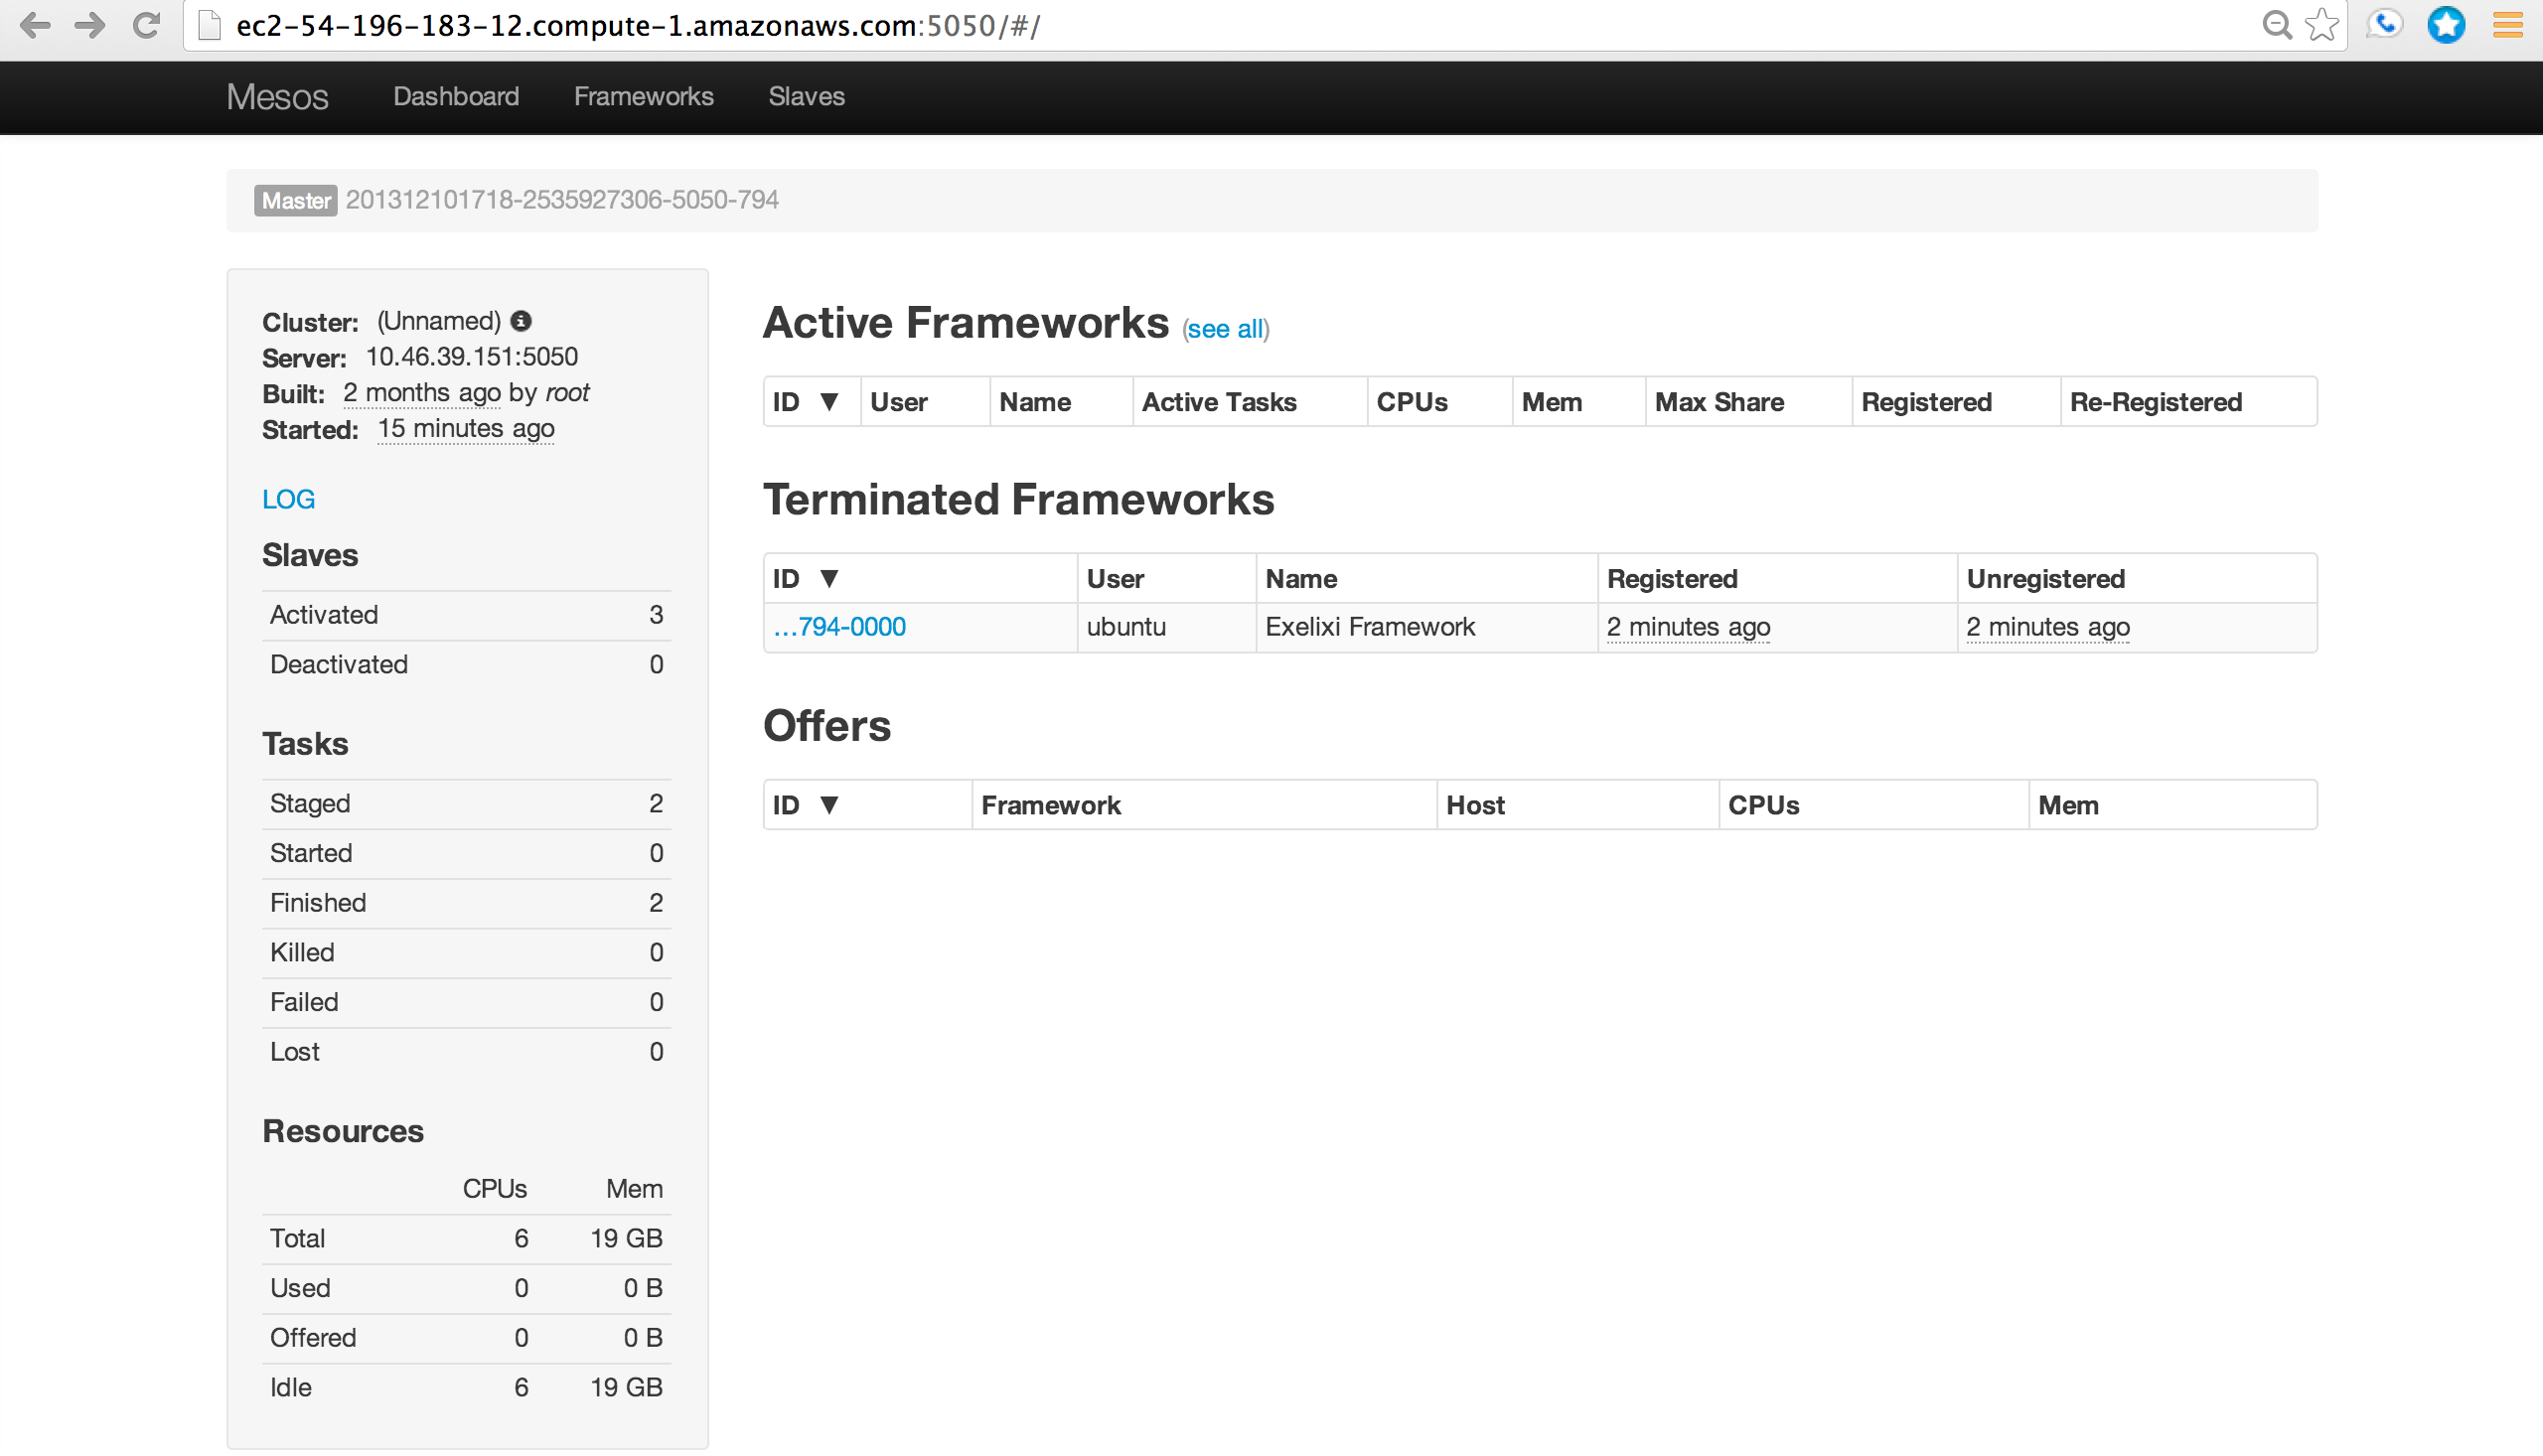 ec2-54-196-183-12.compute-1.amazonaws.com:5050/#/
Mesos Dashboard Frameworks Slaves
Master 201312101718-2535927306-5050-794
Cluster: (Unnamed)
Server: 10.46.39.151:5050
Built: 2 months ago by root
Started: 15 minutes ago
LOG
Slaves
Activated 3
Deactivated 0
Tasks
Staged 2
Started 0
Finished 2
Killed 0
Failed 0
Lost 0
Resources
CPUs Mem
Total 6 19 GB
Used 0 0 B
Offered 0 0 B
Idle 6 19 GB
Active Frameworks (see all)
ID ▼ User Name Active Tasks CPUs Mem Max Share Registered Re-Registered
Terminated Frameworks
ID ▼ User Name Registered Unregistered
…794-0000 ubuntu Exelixi Framework 2 minutes ago 2 minutes ago
Offers
ID ▼ Framework Host CPUs Mem